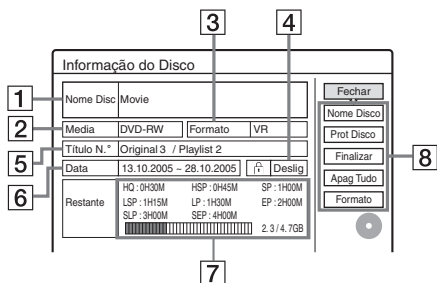 3
4
Informação do Disco
1
Nome Disc Movie
Fechar
Nome Disco
2
Media DVD-RW Formato VR
Prot Disco
5
Título N.° Original 3 / Playlist 2
Finalizar
8
6
Data 13.10.2005 ~ 28.10.2005 Deslig
Apag Tudo
Restante
HQ : 0H30M HSP : 0H45M SP : 1H00M
LSP : 1H15M LP : 1H30M EP : 2H00M
SLP : 3H00M SEP : 4H00M
Formato
2. 3 / 4. 7GB
7